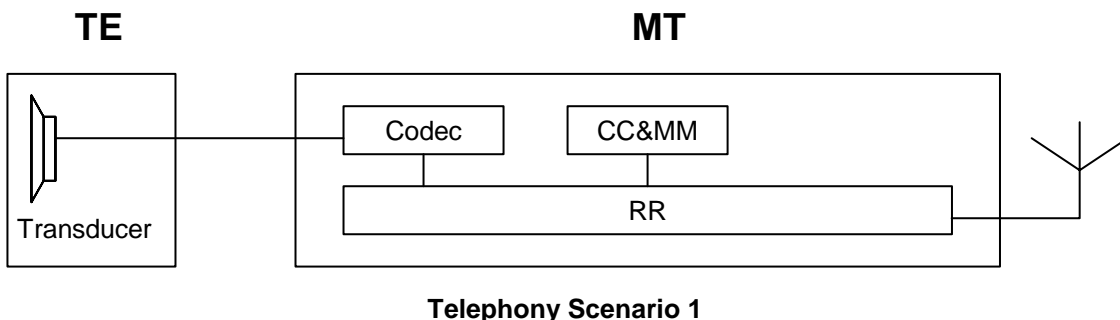 TE
MT
Codec
CC&MM
RR
Transducer
Telephony Scenario 1